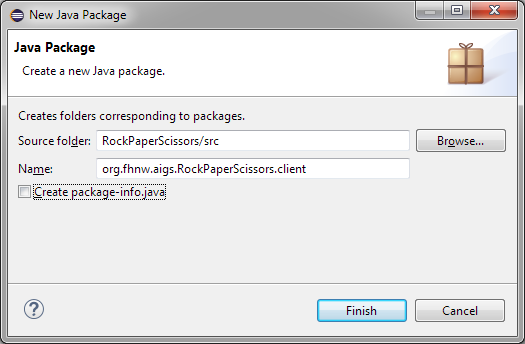 New Java Package
Java Package
Create a new Java package.
Creates folders corresponding to packages.
Source folder: RockPaperScissors/src Browse...
Name: org.fhnw.aigs.RockPaperScissors.client
Create package-info.java
? Finish Cancel